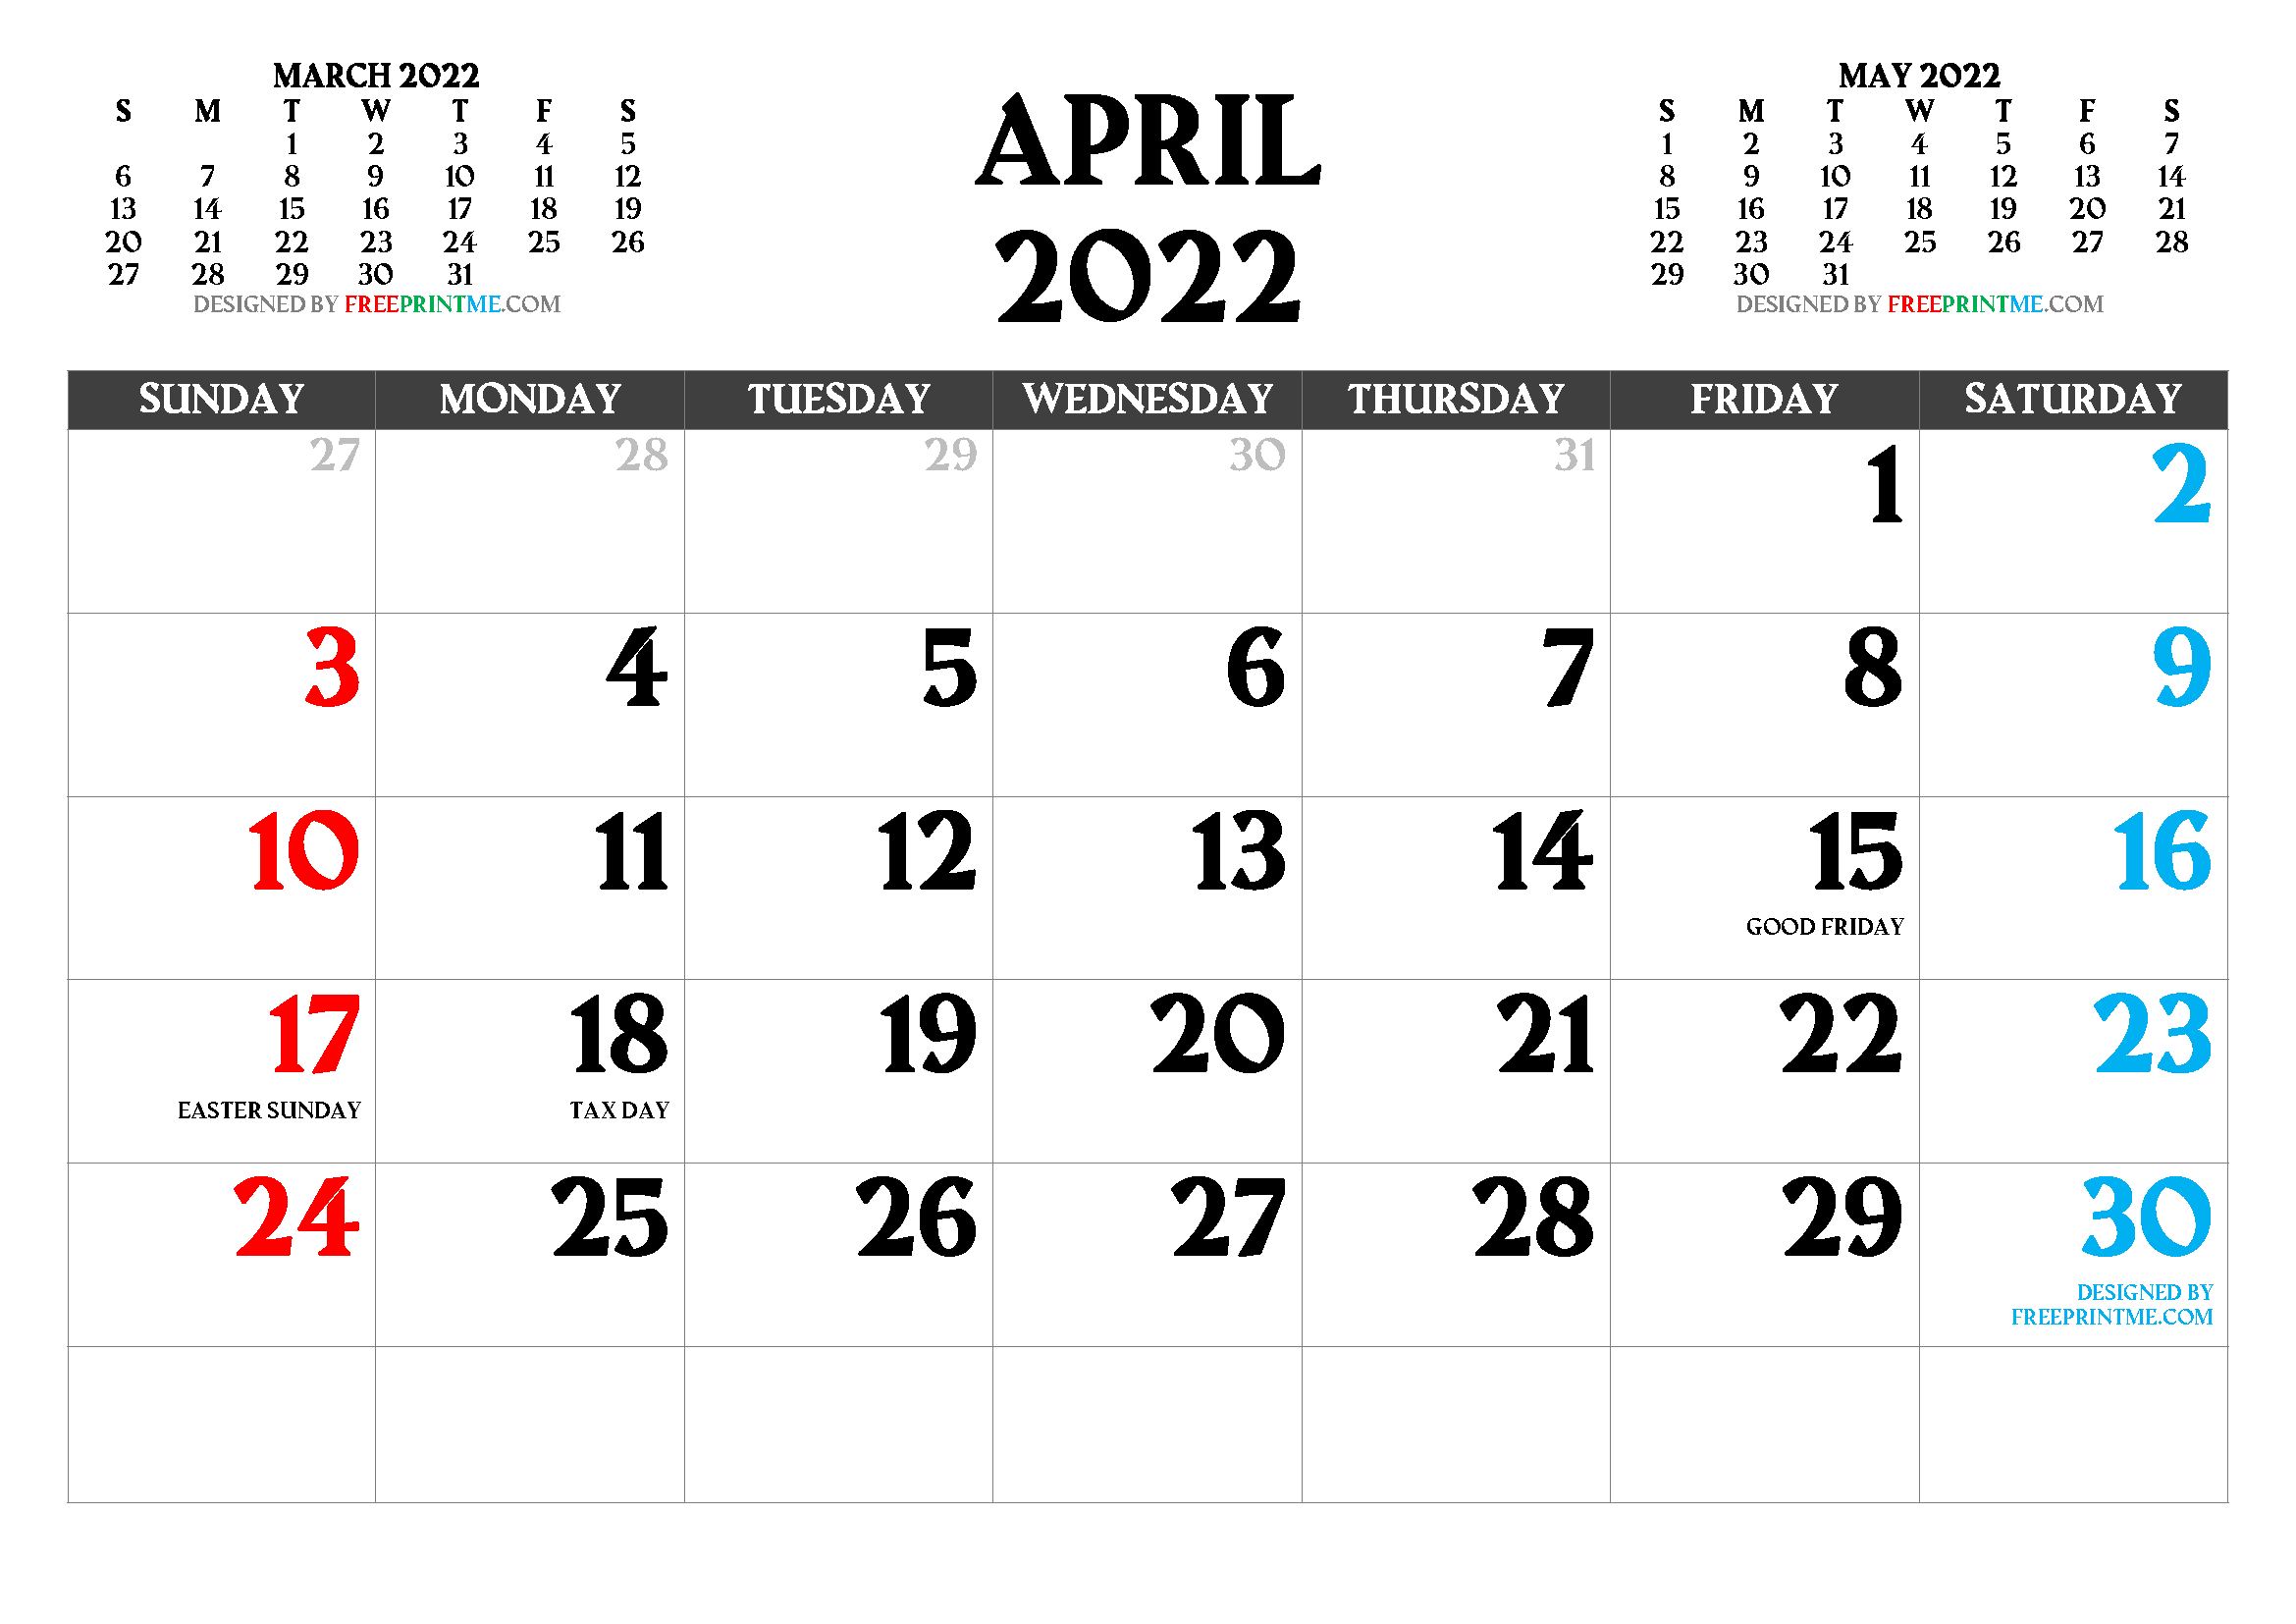 MARCH 2022
S M T W T F S
1 2 3 4 5
6 7 8 9 10 11 12
13 14 15 16 17 18 19
20 21 22 23 24 25 26
27 28 29 30 31
DESIGNED BY FREEPRINTME.COM
APRIL
2022
MAY 2022
S M T W T F S
1 2 3 4 5 6 7
8 9 10 11 12 13 14
15 16 17 18 19 20 21
22 23 24 25 26 27 28
29 30 31
DESIGNED BY FREEPRINTME.COM
SUNDAY MONDAY TUESDAY WEDNESDAY THURSDAY FRIDAY SATURDAY
27 28 29 30 31 1 2
3 4 5 6 7 8 9
10 11 12 13 14 15 16
GOOD FRIDAY
17 18 19 20 21 22 23
EASTER SUNDAY TAX DAY
24 25 26 27 28 29 30
DESIGNED BY
FREEPRINTME.COM